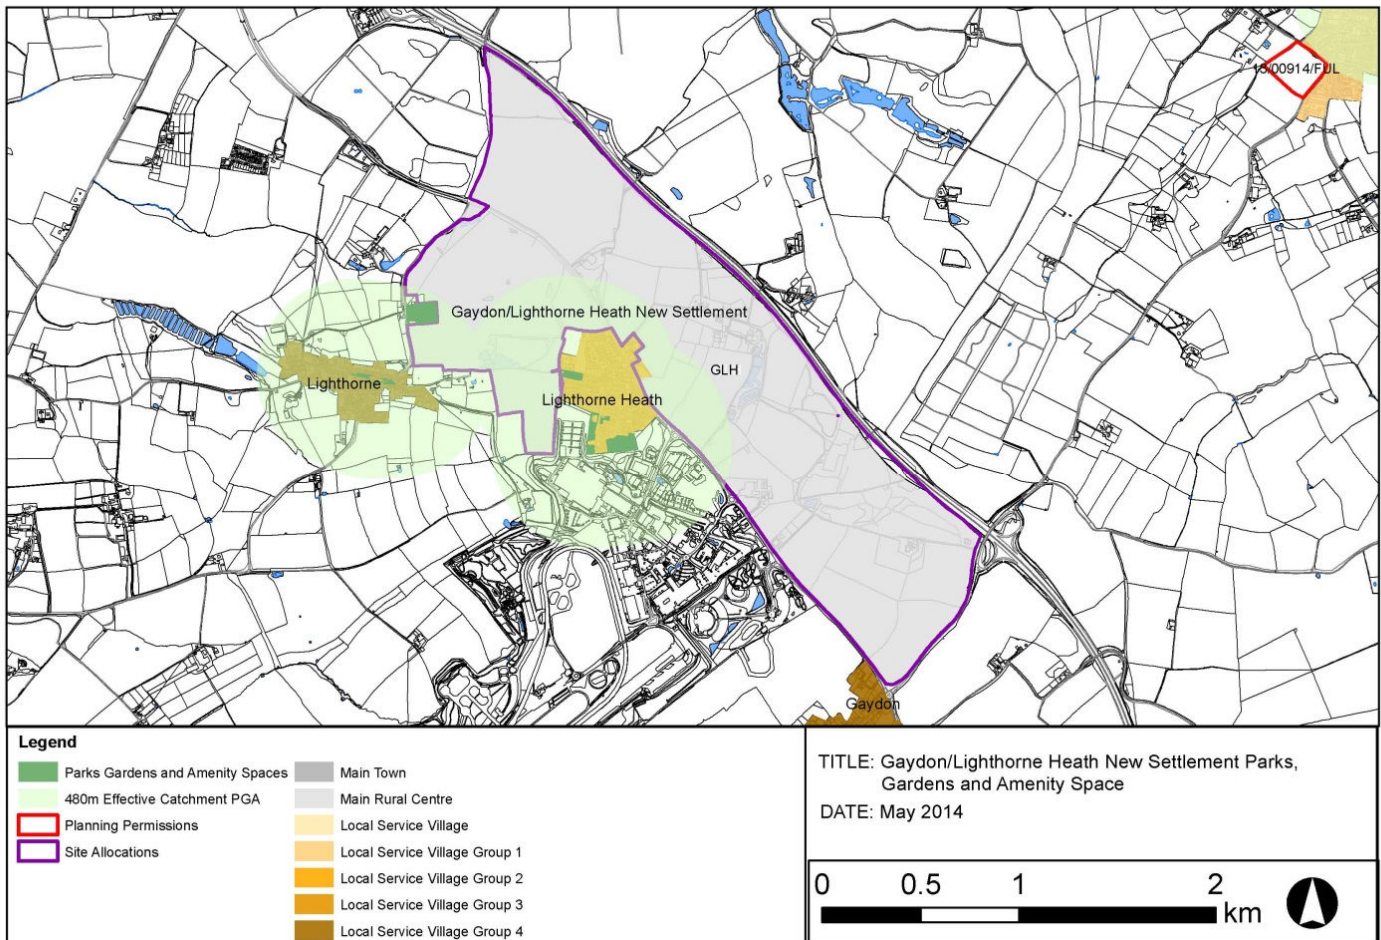 13/00914/FUL
Gaydon/Lighthorne Heath New Settlement
GLH
Lighthorne
Lighthorne Heath
Gaydon
Legend
Parks Gardens and Amenity Spaces
480m Effective Catchment PGA
Planning Permissions
Site Allocations
Main Town
Main Rural Centre
Local Service Village
Local Service Village Group 1
Local Service Village Group 2
Local Service Village Group 3
Local Service Village Group 4
TITLE: Gaydon/Lighthorne Heath New Settlement Parks,
Gardens and Amenity Space
DATE: May 2014
0 0.5 1 2
km